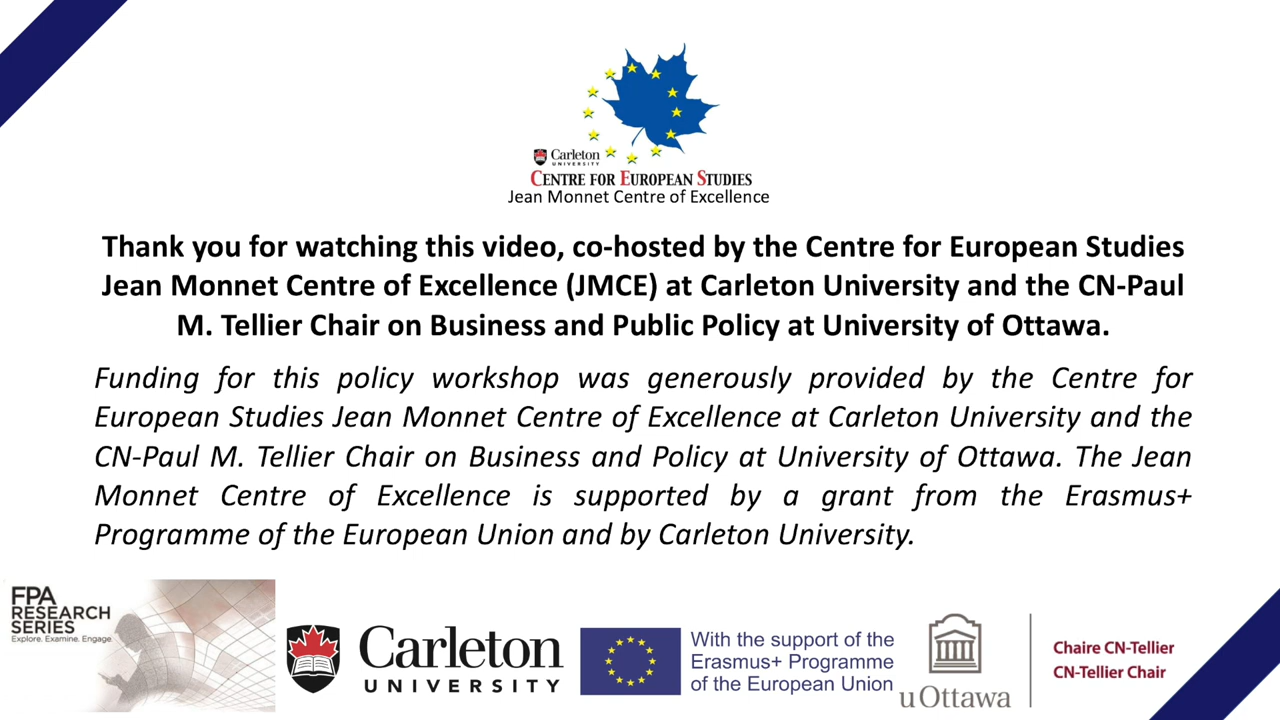 Carleton
UNIVERSITY
CENTRE FOR EUROPEAN STUDIES
Jean Monnet Centre of Excellence
Thank you for watching this video, co-hosted by the Centre for European Studies
Jean Monnet Centre of Excellence (JMCE) at Carleton University and the CN-Paul
M. Tellier Chair on Business and Public Policy at University of Ottawa.
Funding for this policy workshop was generously provided by the Centre for
European Studies Jean Monnet Centre of Excellence at Carleton University and the
CN-Paul M. Tellier Chair on Business and Policy at University of Ottawa. The Jean
Monnet Centre of Excellence is supported by a grant from the Erasmus+
Programme of the European Union and by Carleton University.
FPA
RESEARCH
SERIES
Explore. Examine. Engage.
Carleton
UNIVERSITY
With the support of the
Erasmus+ Programme
of the European Union
uOttawa
Chaire CN-Tellier
CN-Tellier Chair